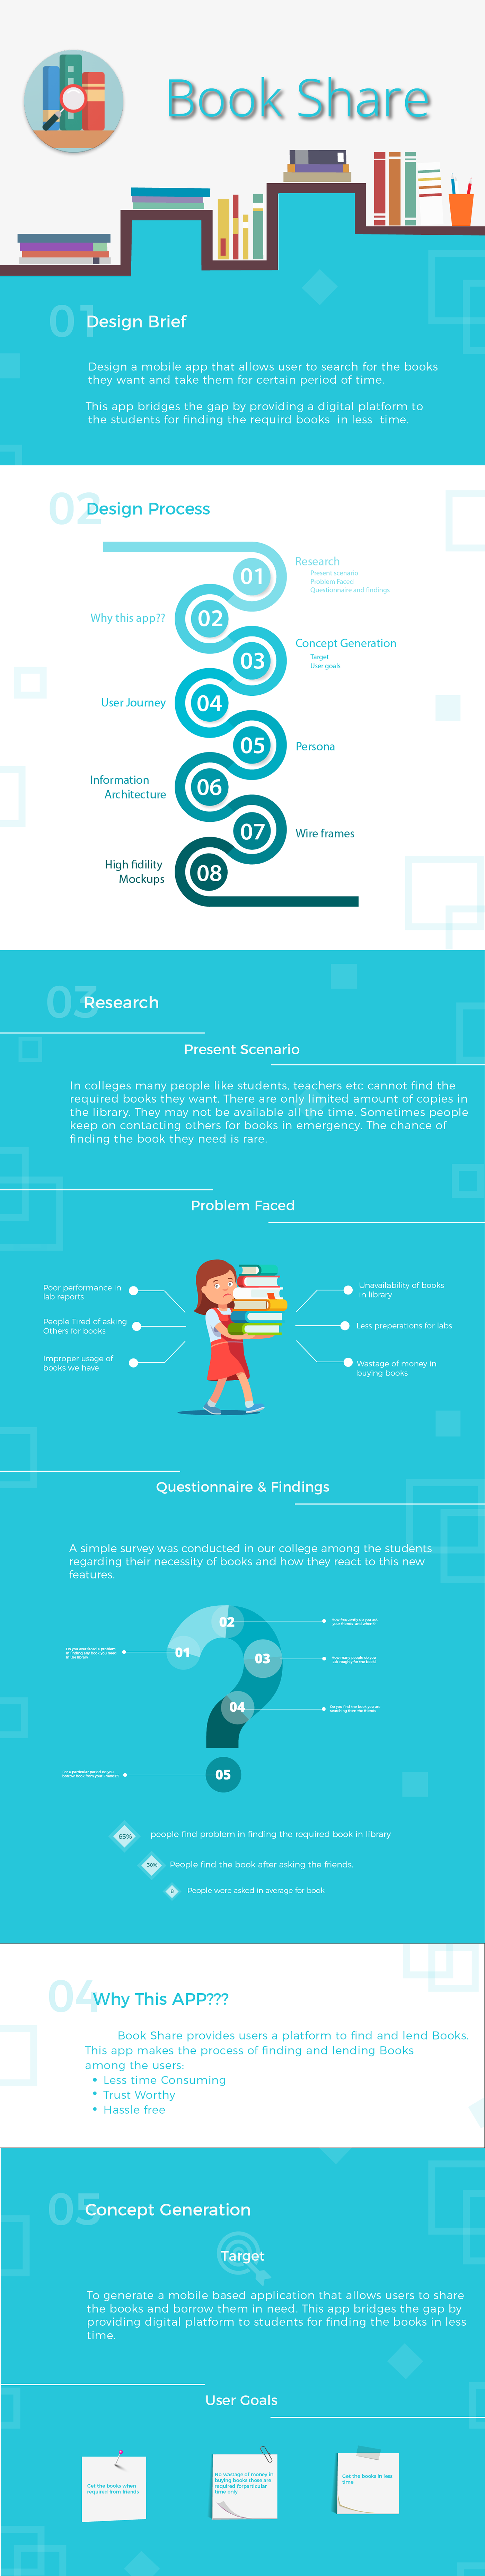 Book Share
01
Design Brief
Design a mobile app that allows user to search for the books
they want and take them for certain period of time.
This app bridges the gap by providing a digital platform to
the students for finding the requird books in less time.
02
Design Process
01
Research
Present scenario
Problem Faced
Questionnaire and findings
Why this app??
02
03
Concept Generation
Target
User goals
User Journey
04
05
Persona
Information
Architecture
06
07
Wire frames
High fidility
Mockups
08
03
Research
Present Scenario
In colleges many people like students, teachers etc cannot find the
required books they want. There are only limited amount of copies in
the library. They may not be available all the time. Sometimes people
keep on contacting others for books in emergency. The chance of
finding the book they need is rare.
Problem Faced
Poor performance in
lab reports
People Tired of asking
Others for books
Improper usage of
books we have
Unavailability of books
in library
Less preperations for labs
Wastage of money in
buying books
Questionnaire & Findings
A simple survey was conducted in our college among the students
regarding their necessity of books and how they react to this new
features.
02
How frequently do you ask
your friends and when??
Do you ever faced a problem
in finding any book you need
in the library
01
03
How many people do you
ask roughly for the book?
04
Do you find the book you are
searching from the friends
For a particular period do you
borrow book from your friends?
05
65%
people find problem in finding the required book in library
30%
People find the book after asking the friends.
8
People were asked in average for book
04
Why This APP???
Book Share provides users a platform to find and lend Books.
This app makes the process of finding and lending Books
among the users:
• Less time Consuming
• Trust Worthy
• Hassle free
05
Concept Generation
Target
To generate a mobile based application that allows users to share
the books and borrow them in need. This app bridges the gap by
providing digital platform to students for finding the books in less
time.
User Goals
Get the books when
required from friends
No wastage of money in
buying books those are
required forparticular
time only
Get the books in less
time